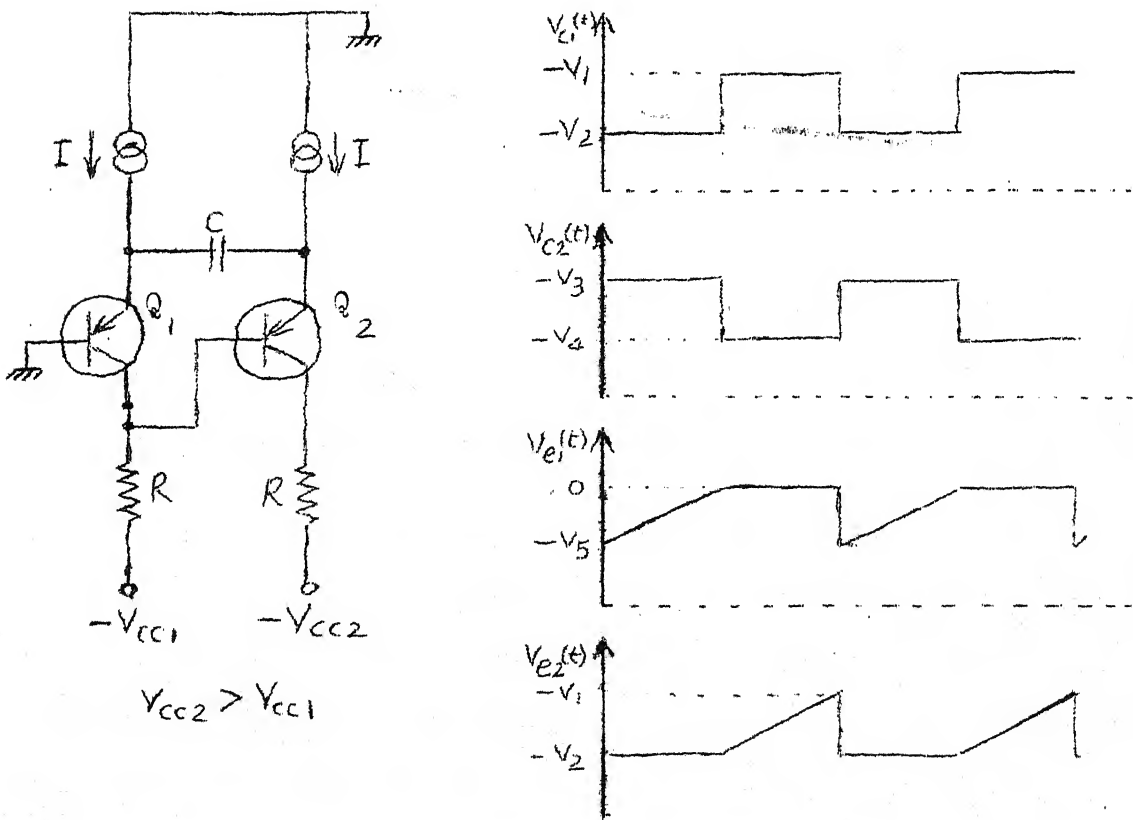 I
I
C
Q1
Q2
R
R
-VCC1
-VCC2
VCC2 > VCC1
VC1(t)
-V1
-V2
VC2(t)
-V3
-V4
Ve1(t)
0
-V5
Ve2(t)
-V1
-V2